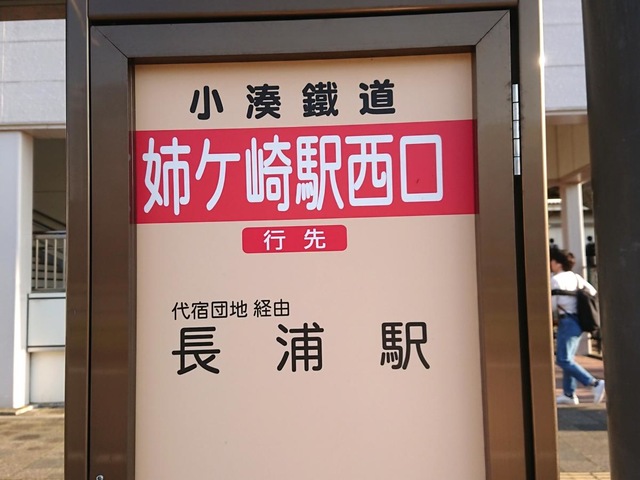 小湊鐵道
姉ケ崎駅西口
行先
代宿団地 経由
長浦駅